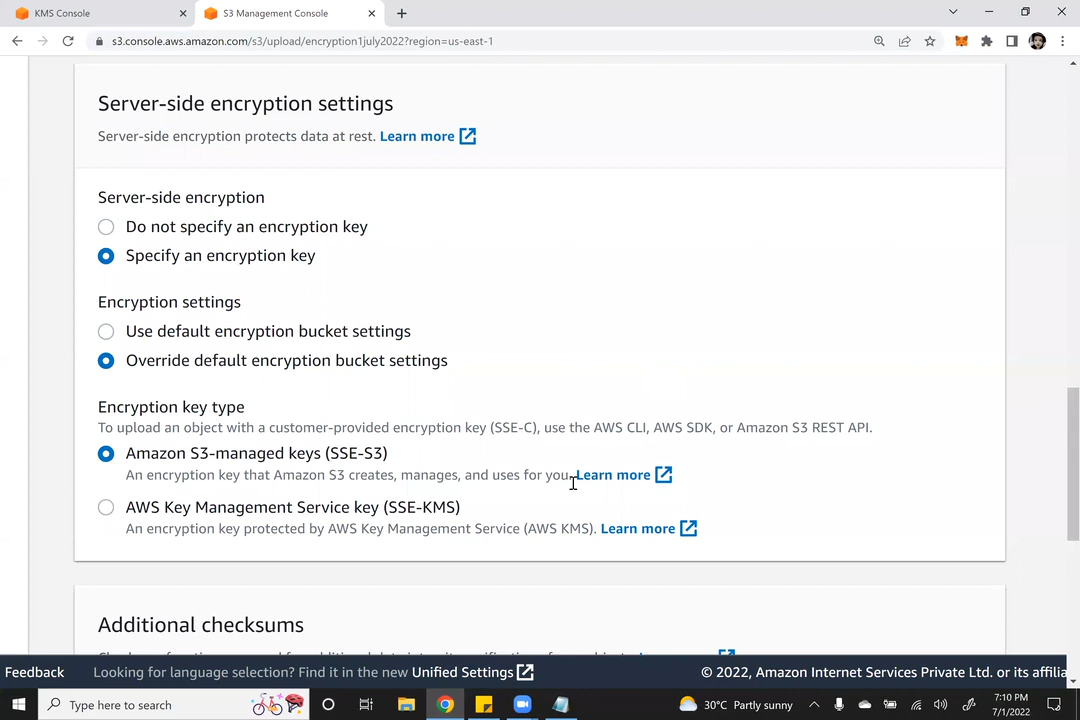 KMS Console
S3 Management Console
s3.console.aws.amazon.com/s3/upload/encryption1july2022?region=us-east-1
Server-side encryption settings
Server-side encryption protects data at rest. Learn more
Server-side encryption
Do not specify an encryption key
Specify an encryption key
Encryption settings
Use default encryption bucket settings
Override default encryption bucket settings
Encryption key type
To upload an object with a customer-provided encryption key (SSE-C), use the AWS CLI, AWS SDK, or Amazon S3 REST API.
Amazon S3-managed keys (SSE-S3)
An encryption key that Amazon S3 creates, manages, and uses for you. Learn more
AWS Key Management Service key (SSE-KMS)
An encryption key protected by AWS Key Management Service (AWS KMS). Learn more
Additional checksums
Feedback
Looking for language selection? Find it in the new Unified Settings
© 2022, Amazon Internet Services Private Ltd. or its affilia
Type here to search
30°C Partly sunny
7:10 PM
7/1/2022